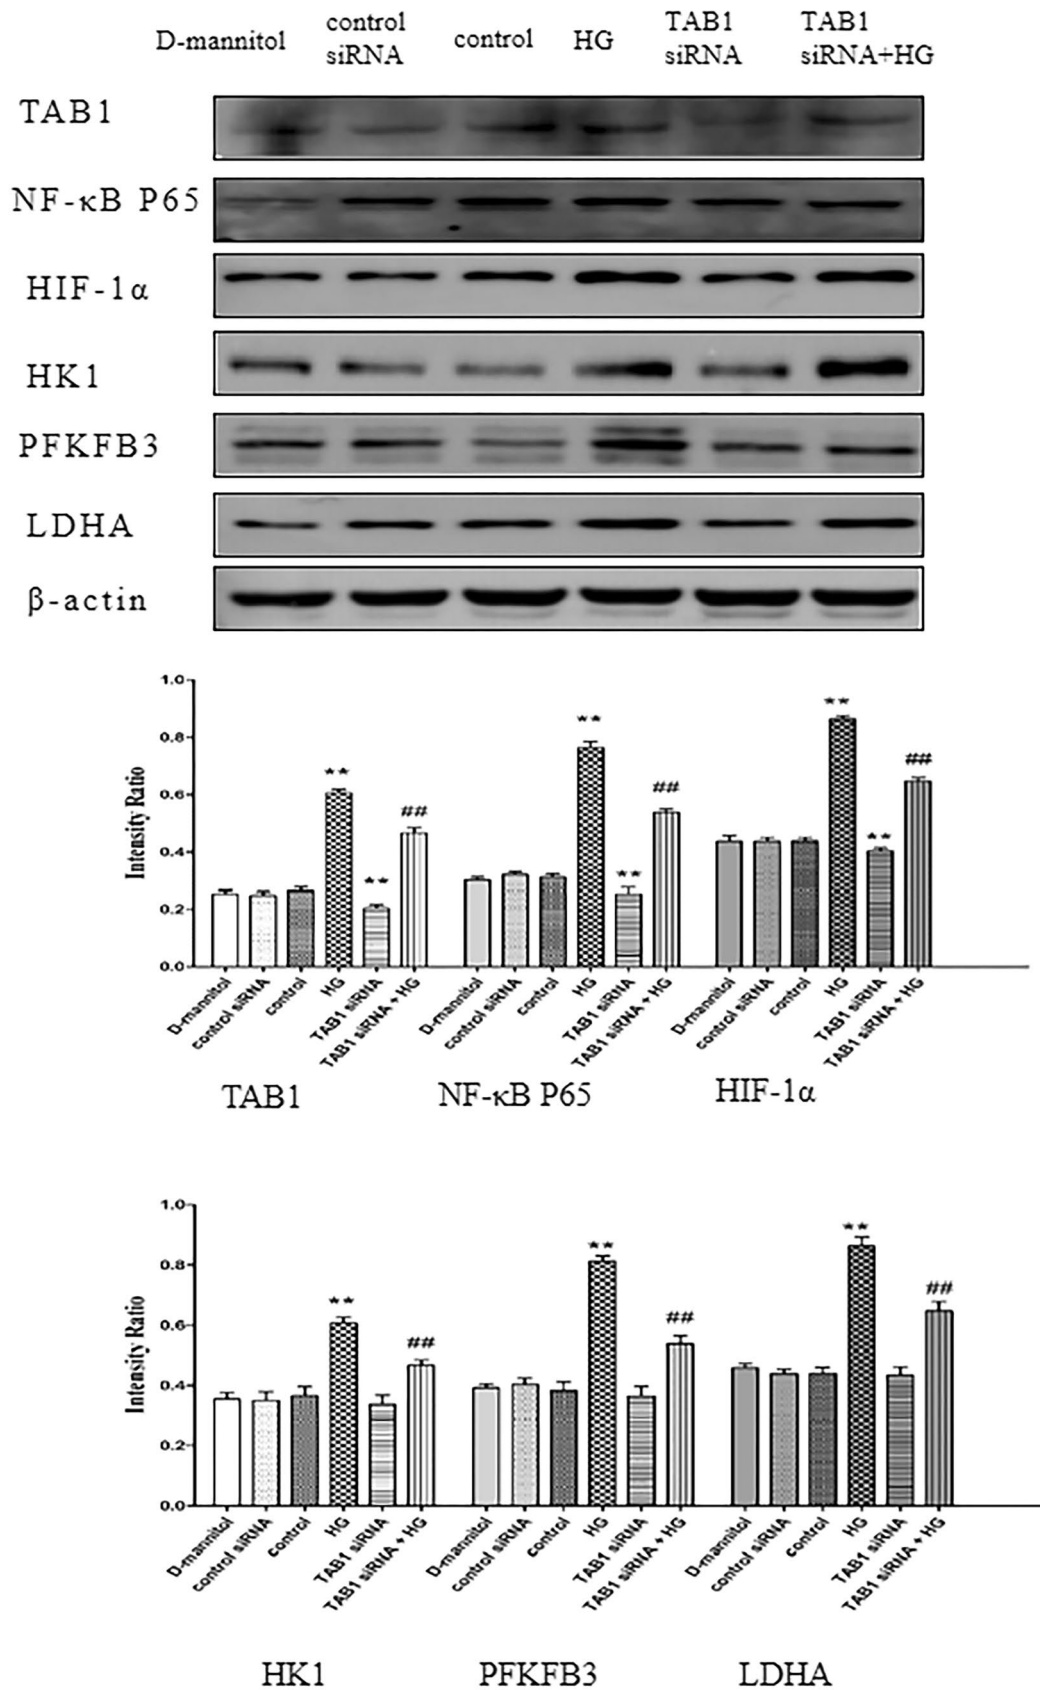 D-mannitol
control
siRNA
control
HG
TAB1
siRNA
TAB1
siRNA+HG
TAB1
NF-κB P65
HIF-1α
HK1
PFKFB3
LDHA
β-actin
Intensity Ratio
1.0
0.8
0.6
0.4
0.2
0.0
** ** ## ** ** ## ** ** ##
D-mannitol
control siRNA
control
HG
TAB1 siRNA
TAB1 siRNA + HG
D-mannitol
control siRNA
control
HG
TAB1 siRNA
TAB1 siRNA + HG
D-mannitol
control siRNA
control
HG
TAB1 siRNA
TAB1 siRNA + HG
TAB1
NF-κB P65
HIF-1α
Intensity Ratio
1.0
0.8
0.6
0.4
0.2
0.0
** ## ** ## ** ##
D-mannitol
control siRNA
control
HG
TAB1 siRNA
TAB1 siRNA + HG
D-mannitol
control siRNA
control
HG
TAB1 siRNA
TAB1 siRNA + HG
D-mannitol
control siRNA
control
HG
TAB1 siRNA
TAB1 siRNA + HG
HK1
PFKFB3
LDHA